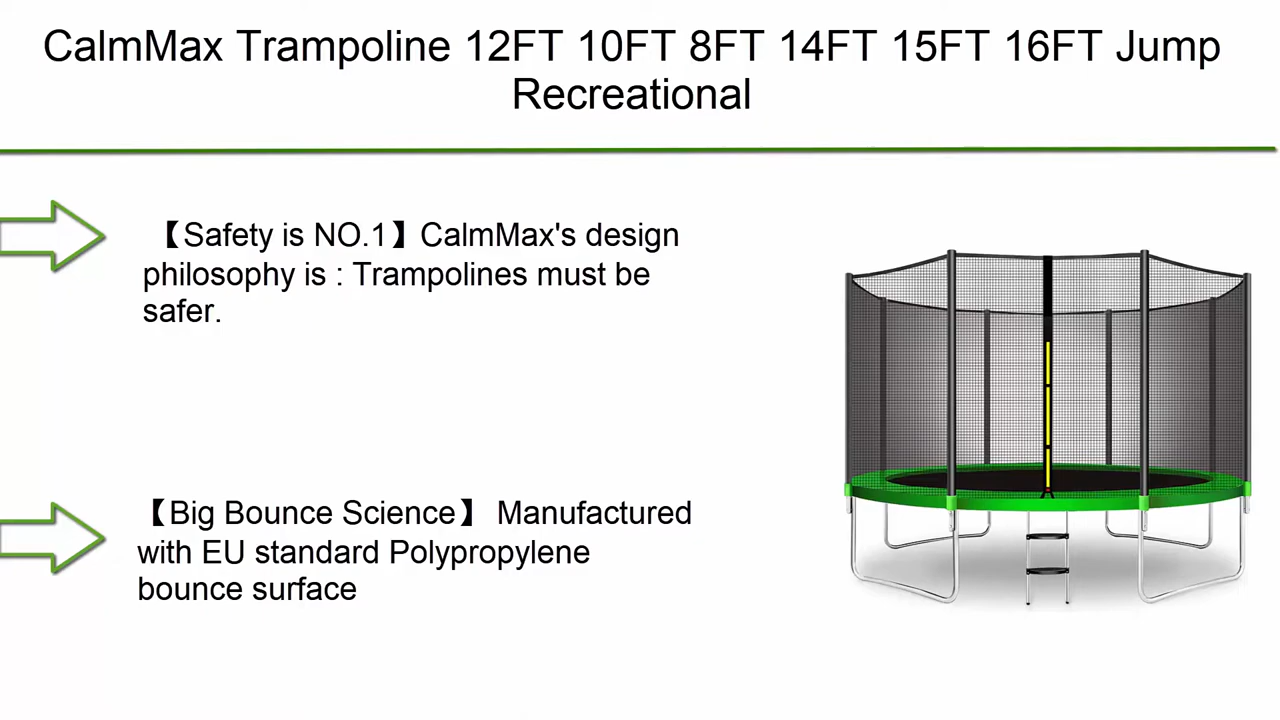 CalmMax Trampoline 12FT 10FT 8FT 14FT 15FT 16FT Jump
Recreational
【Safety is NO.1】CalmMax's design
philosophy is : Trampolines must be
safer.
【Big Bounce Science】 Manufactured
with EU standard Polypropylene
bounce surface